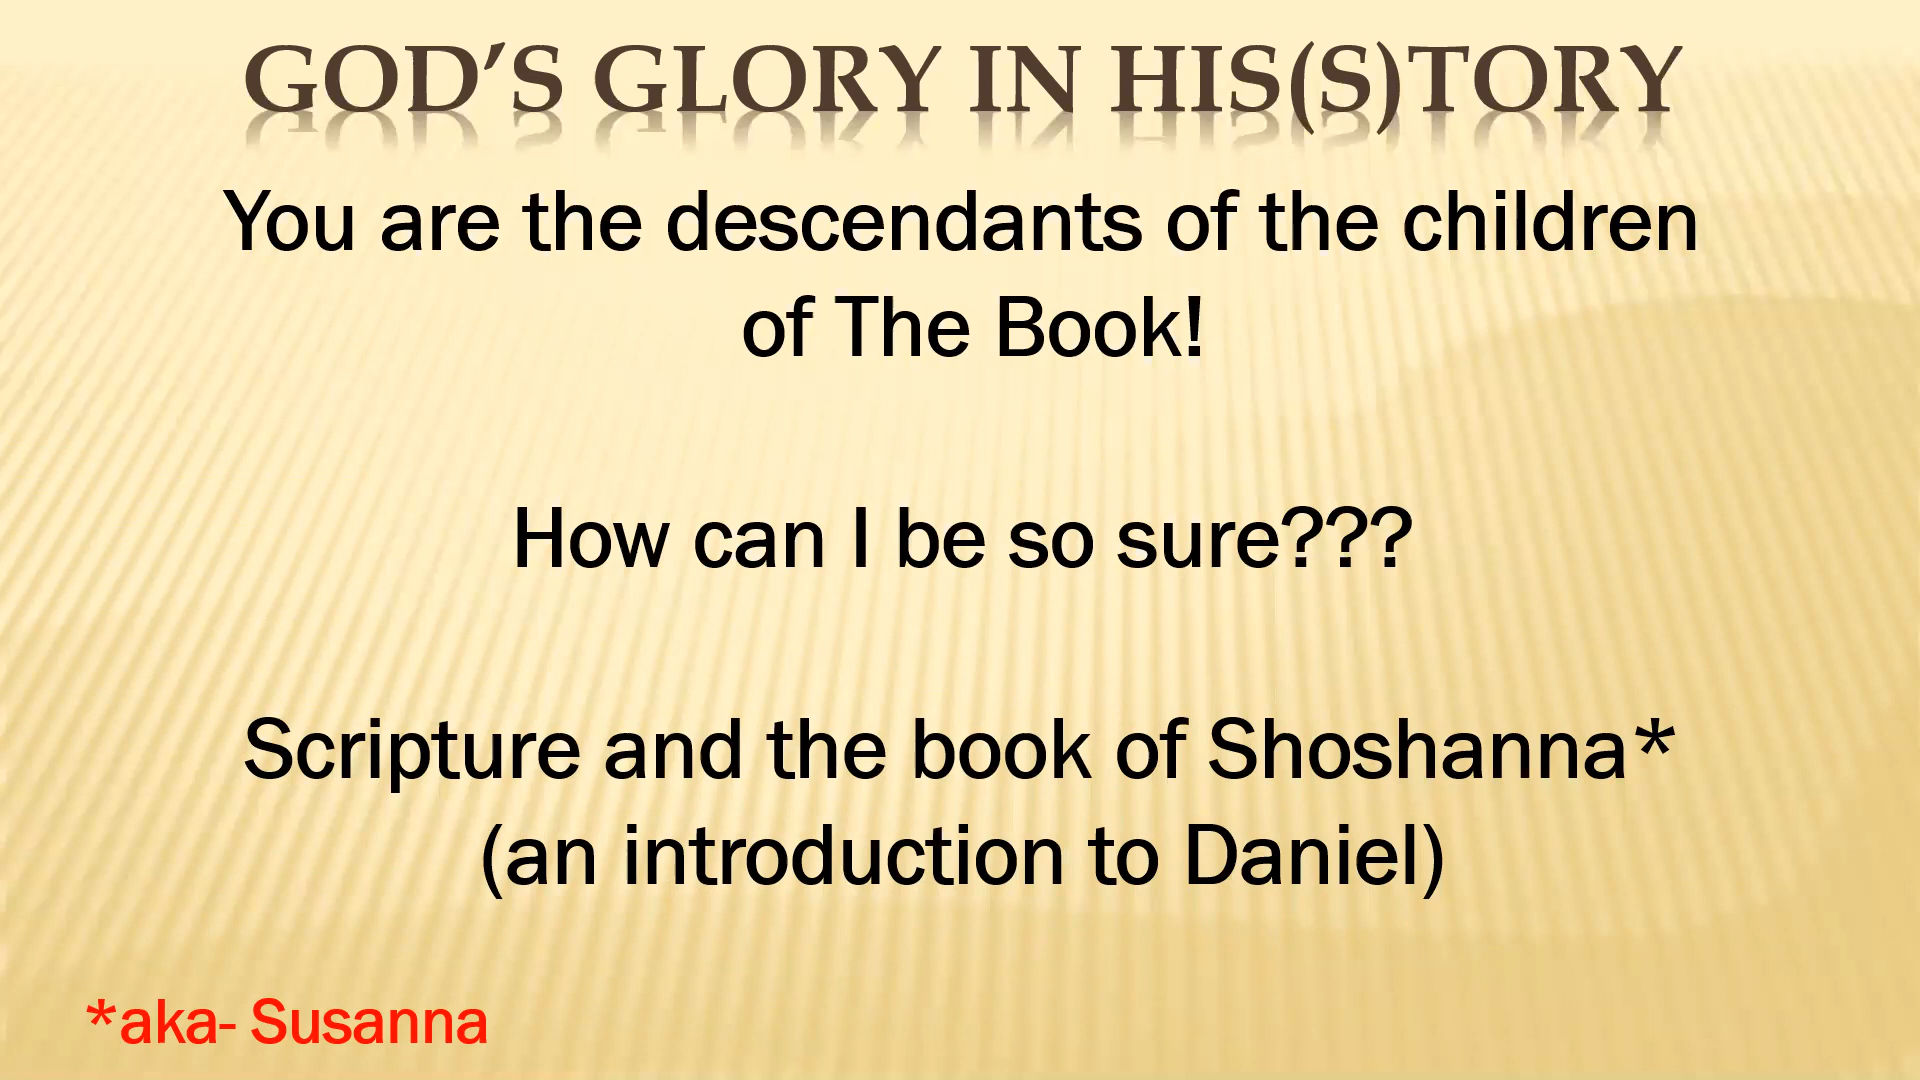 GOD’S GLORY IN HIS(S)TORY
You are the descendants of the children
of The Book!
How can I be so sure???
Scripture and the book of Shoshanna*
(an introduction to Daniel)
*aka- Susanna